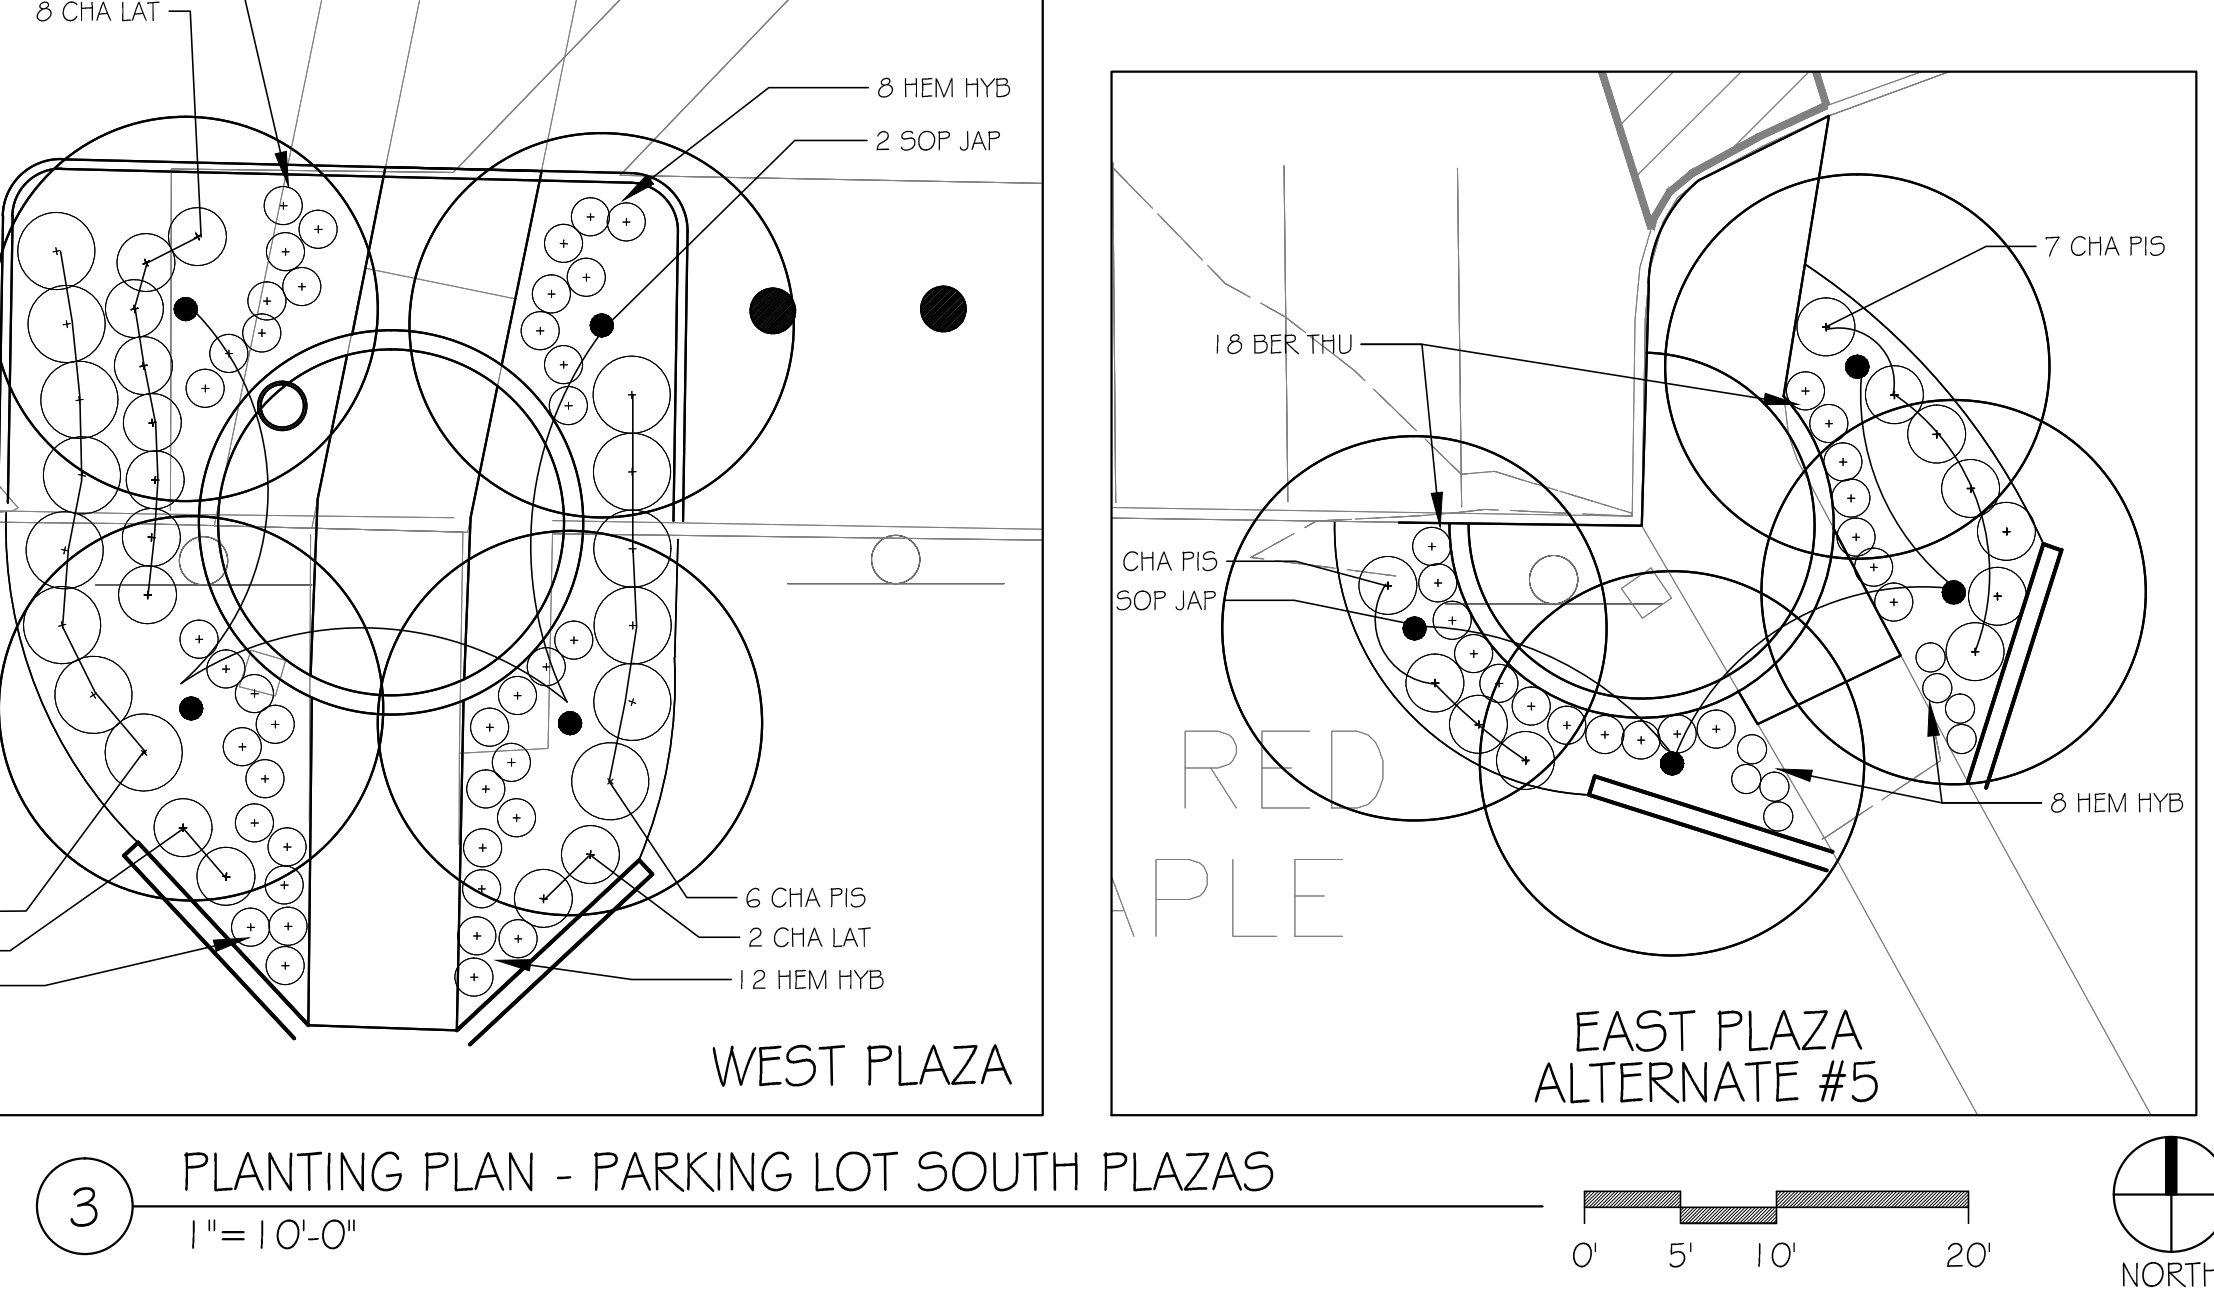 8 CHA LAT
8 HEM HYB
2 SOP JAP
6 CHA PIS
2 CHA LAT
12 HEM HYB
WEST PLAZA
7 CHA PIS
18 BER THU
CHA PIS
SOP JAP
RED
APLE
8 HEM HYB
EAST PLAZA
ALTERNATE #5
3
PLANTING PLAN - PARKING LOT SOUTH PLAZAS
1"=10'-0"
0' 5' 10' 20'
NORTH